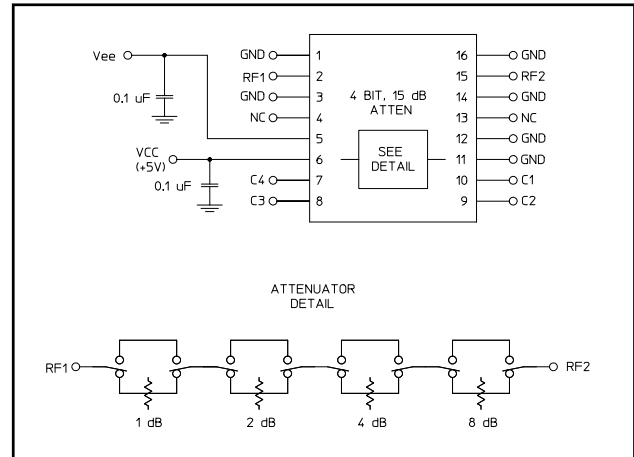 Vee
0.1 uF
VCC
(+5V)
0.1 uF
GND 1
RF1 2
GND 3
NC 4
5
6
C4 7
C3 8
4 BIT, 15 dB
ATTEN
SEE
DETAIL
16 GND
15 RF2
14 GND
13 NC
12 GND
11 GND
10 C1
9 C2
ATTENUATOR
DETAIL
RF1
RF2
1 dB
2 dB
4 dB
8 dB